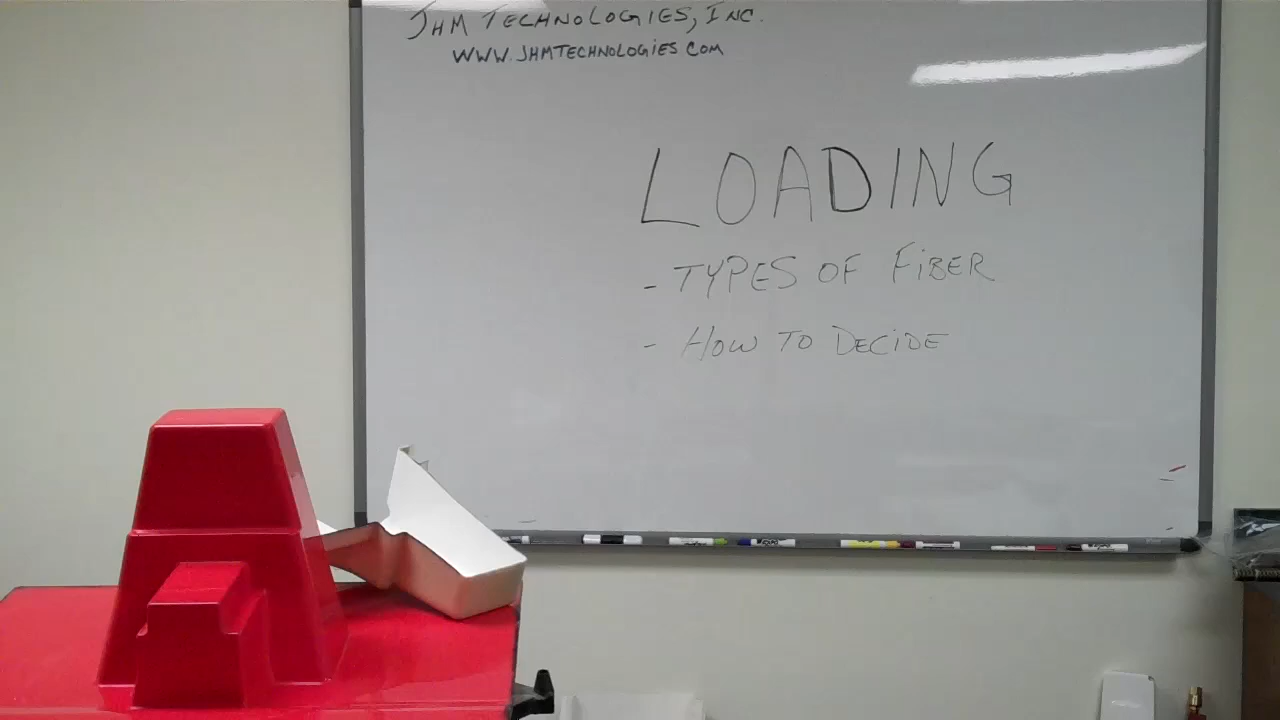 JHM TECHNOLOGIES, INC.
WWW.JHMTECHNOLOGIES.COM
LOADING
- TYPES OF FIBER
- HOW TO DECIDE